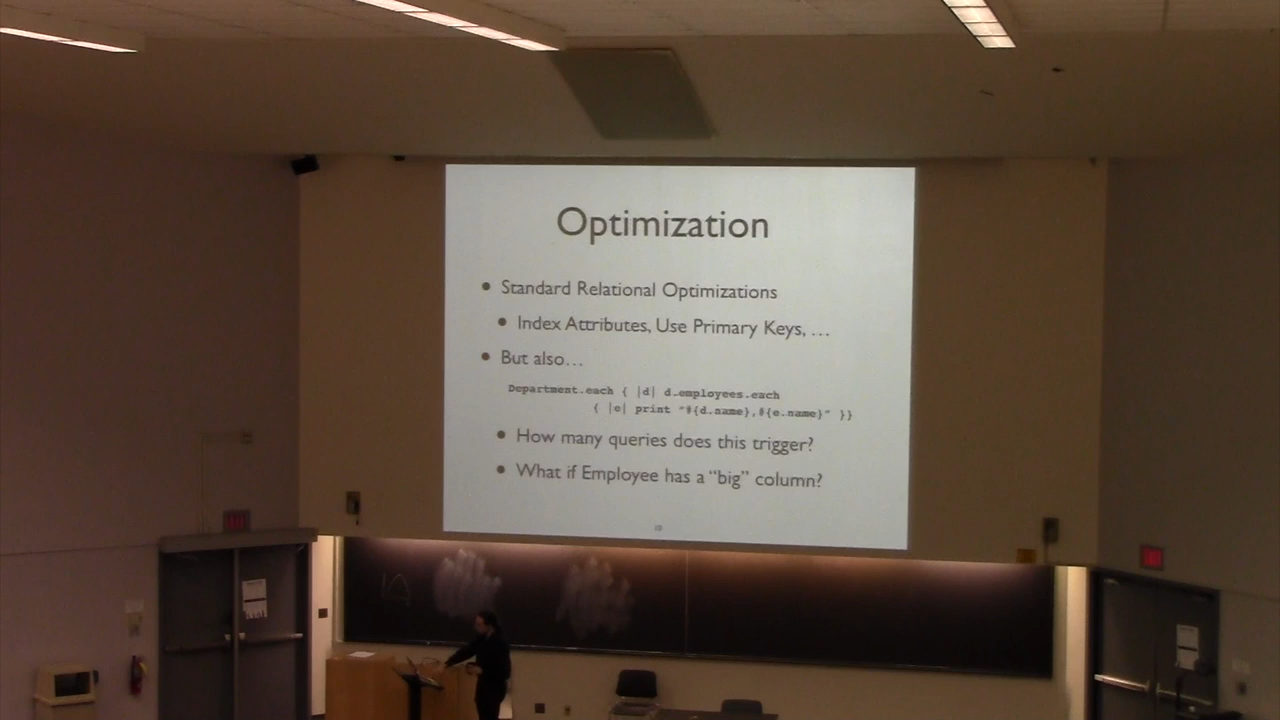 Optimization
• Standard Relational Optimizations
• Index Attributes, Use Primary Keys, …
• But also…
Department.each { |d| d.employees.each
{ |e| print "#{d.name},#{e.name}" }}
• How many queries does this trigger?
• What if Employee has a “big” column?